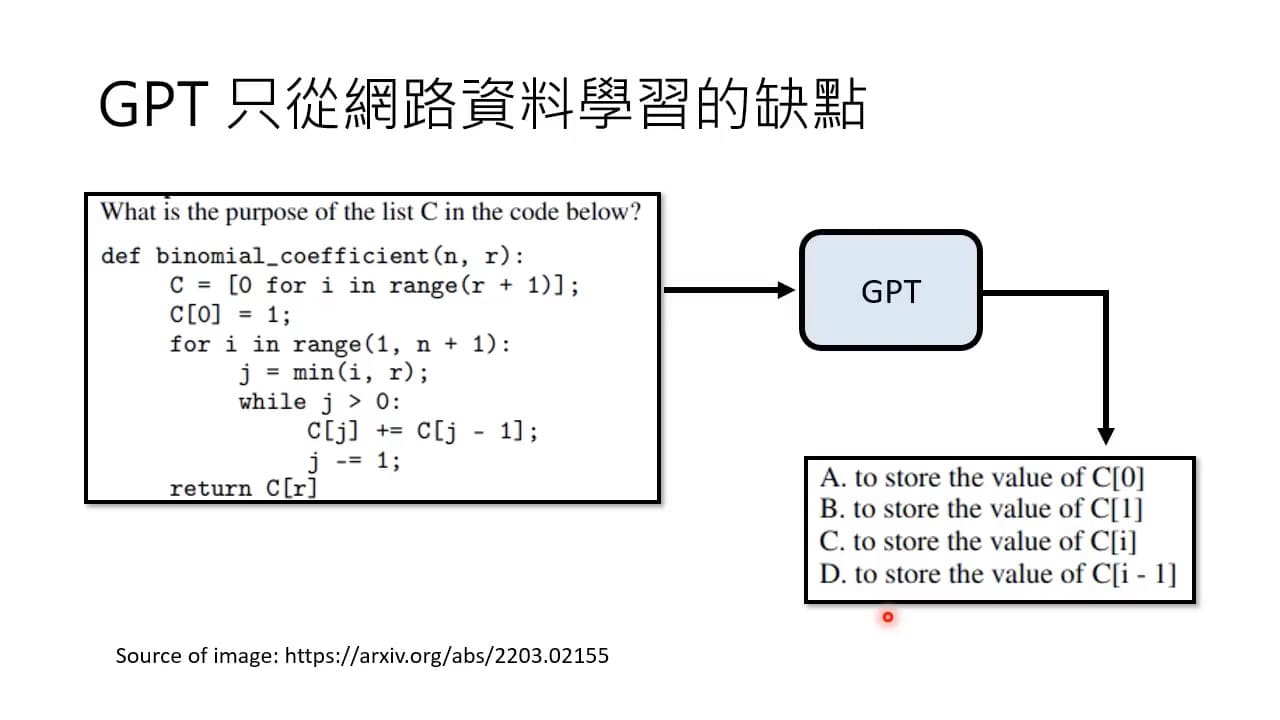 GPT 只從網路資料學習的缺點
What is the purpose of the list C in the code below?
def binomial_coefficient(n, r):
C = [0 for i in range(r + 1)];
C[0] = 1;
for i in range(1, n + 1):
j = min(i, r);
while j > 0:
C[j] += C[j - 1];
j -= 1;
return C[r]
GPT
A. to store the value of C[0]
B. to store the value of C[1]
C. to store the value of C[i]
D. to store the value of C[i - 1]
Source of image: https://arxiv.org/abs/2203.02155